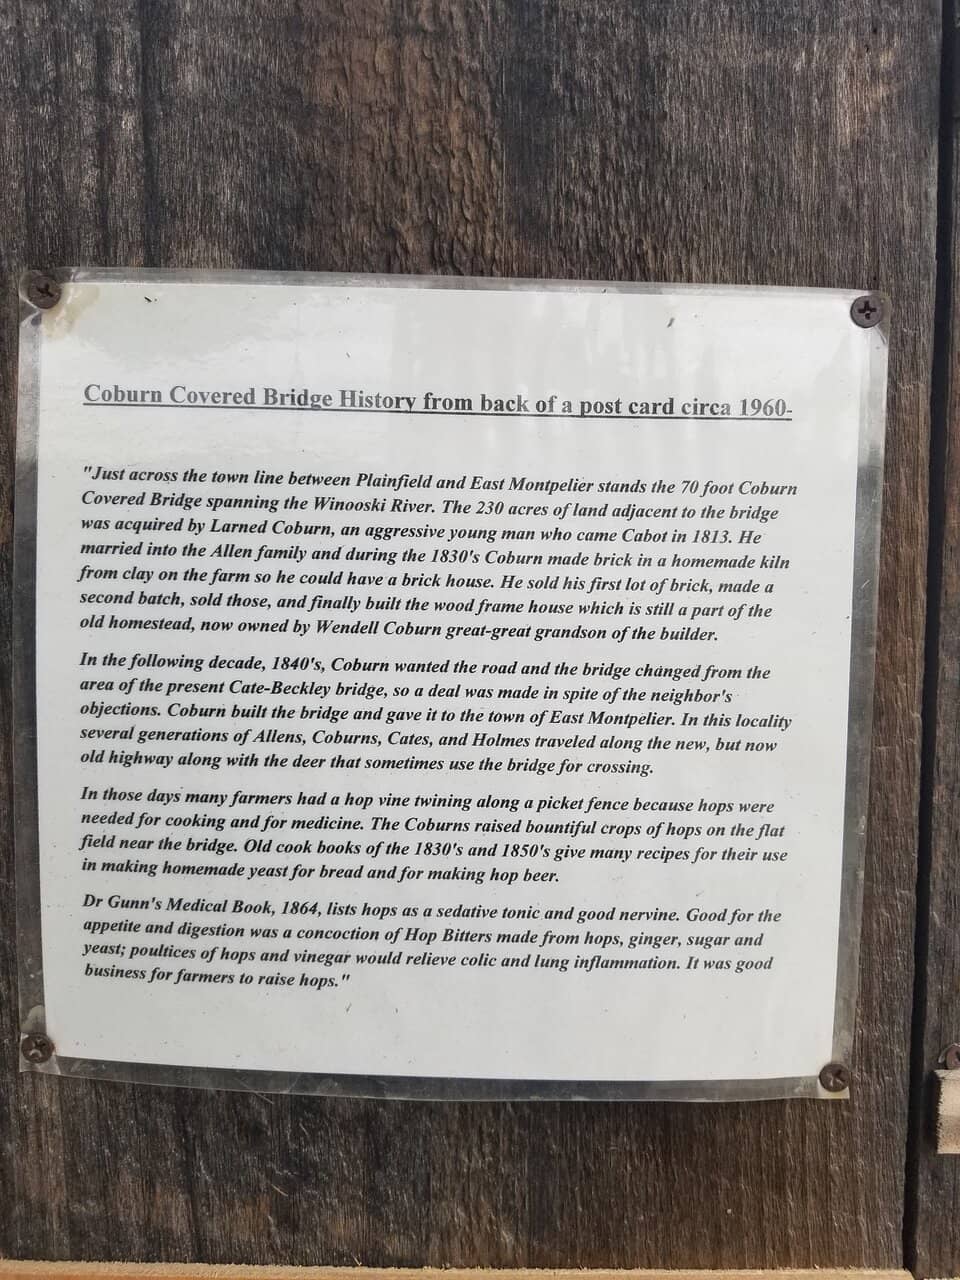 Coburn Covered Bridge History from back of a post card circa 1960-
"Just across the town line between Plainfield and East Montpelier stands the 70 foot Coburn
Covered Bridge spanning the Winooski River. The 230 acres of land adjacent to the bridge
was acquired by Larned Coburn, an aggressive young man who came Cabot in 1813. He
married into the Allen family and during the 1830's Coburn made brick in a homemade kiln
from clay on the farm so he could have a brick house. He sold his first lot of brick, made a
second batch, sold those, and finally built the wood frame house which is still a part of the
old homestead, now owned by Wendell Coburn great-great grandson of the builder.
In the following decade, 1840's, Coburn wanted the road and the bridge changed from the
area of the present Cate-Beckley bridge, so a deal was made in spite of the neighbor's
objections. Coburn built the bridge and gave it to the town of East Montpelier. In this locality
several generations of Allens, Coburns, Cates, and Holmes traveled along the new, but now
old highway along with the deer that sometimes use the bridge for crossing.
In those days many farmers had a hop vine twining along a picket fence because hops were
needed for cooking and for medicine. The Coburns raised bountiful crops of hops on the flat
field near the bridge. Old cook books of the 1830's and 1850's give many recipes for their use
in making homemade yeast for bread and for making hop beer.
Dr Gunn's Medical Book, 1864, lists hops as a sedative tonic and good nervine. Good for the
appetite and digestion was a concoction of Hop Bitters made from hops, ginger, sugar and
yeast; poultices of hops and vinegar would relieve colic and lung inflammation. It was good
business for farmers to raise hops."